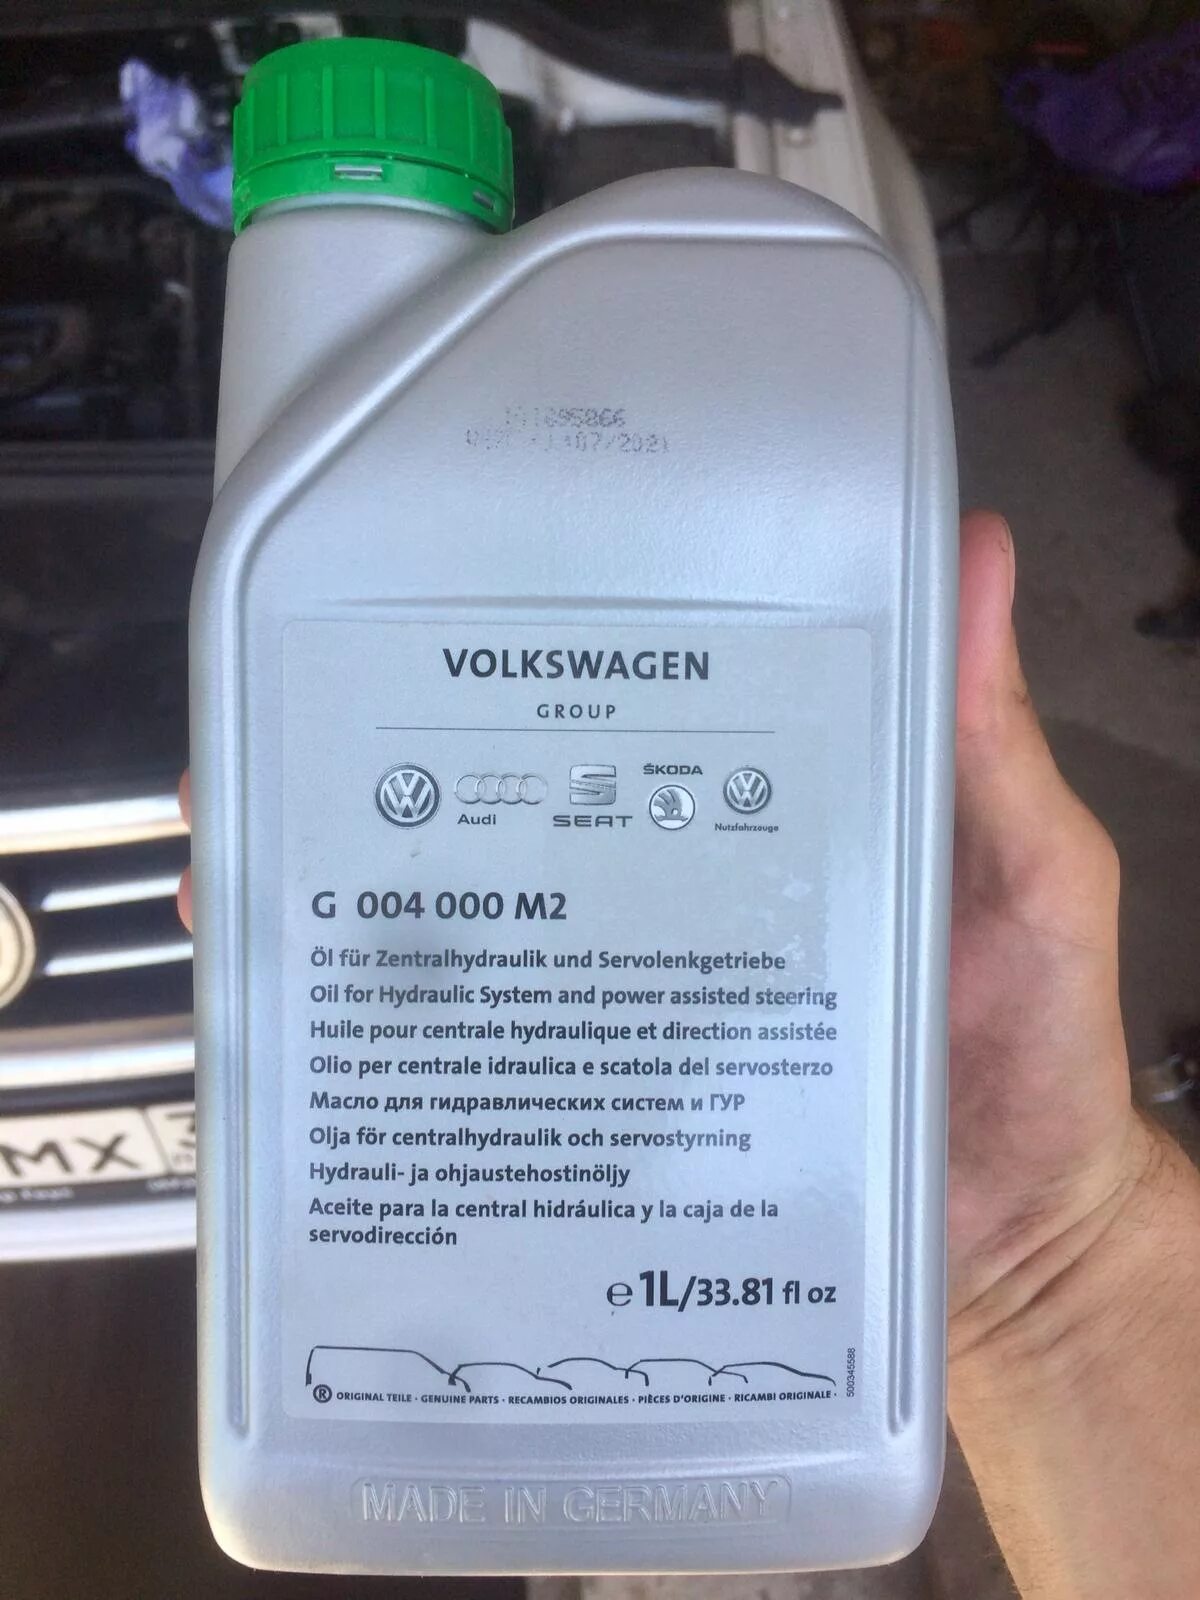 07/2021
VOLKSWAGEN
GROUP
Audi
SEAT
ŠKODA
Nutzfahrzeuge
G 004 000 M2
Öl für Zentralhydraulik und Servolenkgetriebe
Oil for Hydraulic System and power assisted steering
Huile pour centrale hydraulique et direction assistée
Olio per centrale idraulica e scatola del servosterzo
Масло для гидравлических систем и ГУР
Olja för centralhydraulik och servostyrning
Hydrauli- ja ohjaustehostinöljy
Aceite para la central hidráulica y la caja de la
servodirección
℮ 1L/33.81 fl oz
® ORIGINAL TEILE · GENUINE PARTS · RECAMBIOS ORIGINALES · PIÈCES D'ORIGINE · RICAMBI ORIGINALE ·
500345588
MADE IN GERMANY
MX